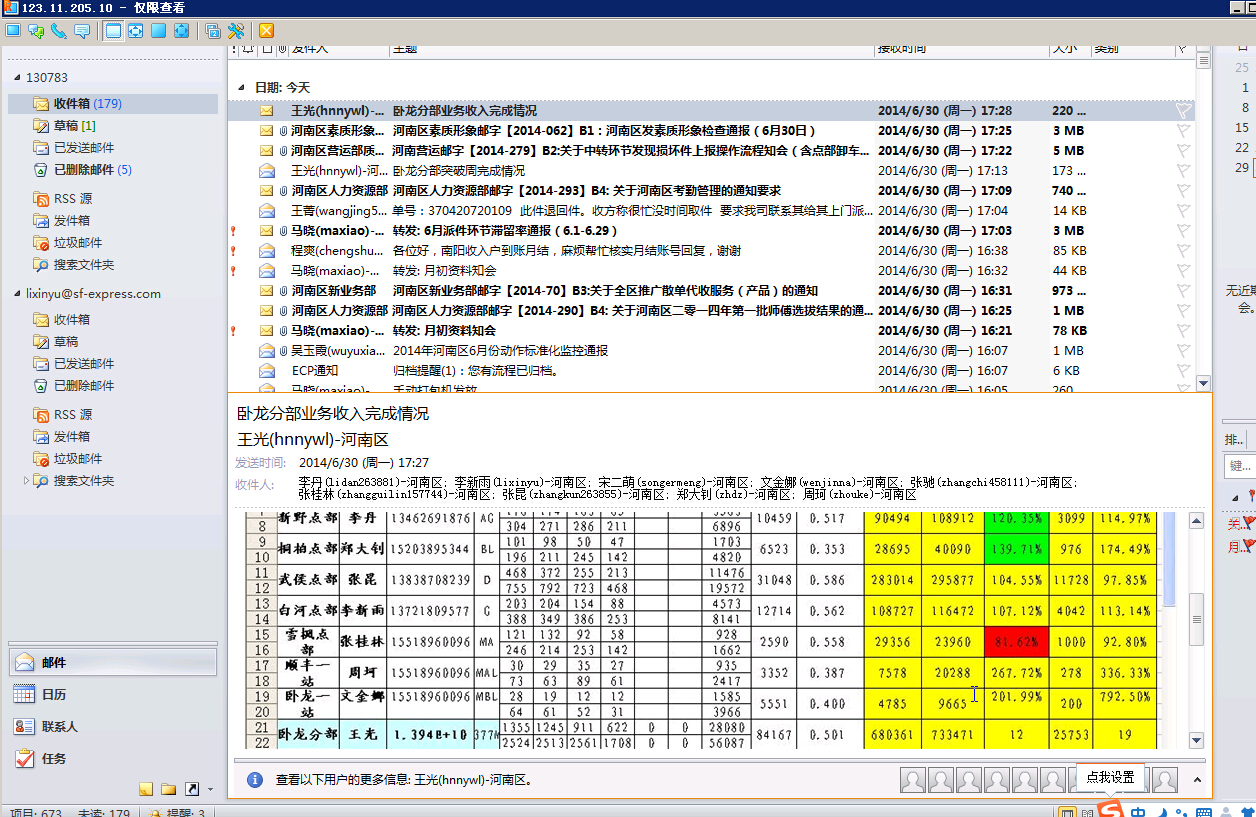 123.11.205.10 - 仅限查看
发件人 主题 接收时间 大小 类别
130783
收件箱 (179)
草稿 [1]
已发送邮件
已删除邮件 (5)
RSS 源
发件箱
垃圾邮件
搜索文件夹
lixinyu@sf-express.com
收件箱
草稿
已发送邮件
已删除邮件
RSS 源
发件箱
垃圾邮件
搜索文件夹
邮件
日历
联系人
任务
日期: 今天
王光(hnnywl)-... 卧龙分部业务收入完成情况 2014/6/30 (周一) 17:28 220 ...
河南区素质形象... 河南区素质形象邮字【2014-062】B1：河南区发素质形象检查通报（6月30日） 2014/6/30 (周一) 17:25 3 MB
河南区营运部质... 河南营运邮字【2014-279】B2:关于中转环节发现损坏件上报操作流程知会（含点部卸车... 2014/6/30 (周一) 17:22 5 MB
王光(hnnywl)-河... 卧龙分部突破周完成情况 2014/6/30 (周一) 17:13 173 ...
河南区人力资源部 河南区人力资源部邮字【2014-293】B4: 关于河南区考勤管理的通知要求 2014/6/30 (周一) 17:09 740 ...
王菁(wangjing5... 单号：370420720109 此件退回件。收方称很忙没时间取件 要求我司联系其给其上门派... 2014/6/30 (周一) 17:04 14 KB
马晓(maxiao)-... 转发: 6月派件环节滞留率通报（6.1-6.29） 2014/6/30 (周一) 17:03 3 MB
程爽(chengshu... 各位好，南阳收入户到账月结，麻烦帮忙核实月结账号回复，谢谢 2014/6/30 (周一) 16:38 85 KB
马晓(maxiao)-... 转发: 月初资料知会 2014/6/30 (周一) 16:32 44 KB
河南区新业务部 河南区新业务部邮字【2014-70】B3:关于全区推广散单代收服务（产品）的通知 2014/6/30 (周一) 16:31 973 ...
河南区人力资源部 河南区人力资源部邮字【2014-290】B4: 关于河南区二零一四年第一批师傅选拔结果的通... 2014/6/30 (周一) 16:25 1 MB
马晓(maxiao)-... 转发: 月初资料知会 2014/6/30 (周一) 16:21 78 KB
吴玉霞(wuyuxia... 2014年河南区6月份动作标准化监控通报 2014/6/30 (周一) 16:07 1 MB
ECP通知 归档提醒(1)：您有流程已归档。 2014/6/30 (周一) 16:07 6 KB
马晓(maxiao)- 手动打包机发放 2014/6/30 (周一) 16:05 260
卧龙分部业务收入完成情况
王光(hnnywl)-河南区
发送时间: 2014/6/30 (周一) 17:27
收件人: 李丹(lidan263881)-河南区; 李新雨(lixinyu)-河南区; 宋二萌(songermeng)-河南区; 文金娜(wenjinna)-河南区; 张驰(zhangchi458111)-河南区;
张桂林(zhangguilin157744)-河南区; 张昆(zhangkun263855)-河南区; 郑大钊(zhdz)-河南区; 周珂(zhouke)-河南区
新野点部 李丹 13462691876 AG 10459 0.517 90494 108912 120.35% 3099 114.97%
8 304 271 286 211 6896
9 101 98 50 47 1703
桐柏点部 郑大钊 15203895344 BL 6523 0.353 28695 40090 139.71% 976 174.49%
10 196 211 245 142 4820
11 468 372 255 213 11476
武侯点部 张昆 13838708239 D 31048 0.586 283014 295877 104.55% 11728 97.85%
12 755 792 723 468 19572
13 203 204 154 88 4573
白河点部 李新雨 13721809577 G 12714 0.562 108727 116472 107.12% 4042 113.14%
14 388 349 386 253 8141
15 121 132 92 58 928
雪枫点部 张桂林 15518960096 MA 2590 0.558 29356 23960 81.62% 1000 92.80%
16 246 214 253 142 1662
17 30 29 35 27 935
顺丰一站 周珂 15518960096 MAL 3352 0.387 7578 20288 267.72% 278 336.33%
18 73 63 89 61 2417
19 28 19 12 12 1585
卧龙一站 文金娜 15518960096 MBL 5551 0.400 4785 9665 201.99% 200 792.50%
20 64 61 52 31 3966
21 1355 1245 911 622 0 0 28080
卧龙分部 王光 1.394E+10 377W 84167 0.501 680361 733471 12 25753 19
22 2524 2513 2561 1708 0 0 56087
查看以下用户的更多信息: 王光(hnnywl)-河南区。
点我设置
项目: 673 未读: 179 提醒: 3
中
日
25
1
8
15
22
29
无近期
会。
排..
键...
关..
月..